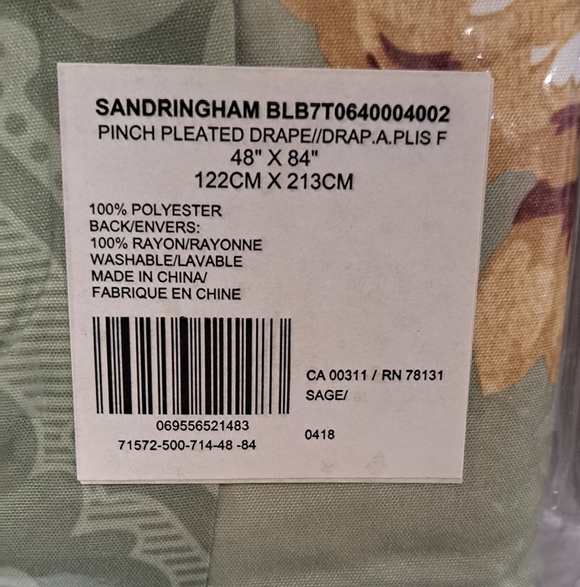 SANDRINGHAM BLB7T0640004002
PINCH PLEATED DRAPE//DRAP.A.PLIS F
48" X 84"
122CM X 213CM
100% POLYESTER
BACK/ENVERS:
100% RAYON/RAYONNE
WASHABLE/LAVABLE
MADE IN CHINA/
FABRIQUE EN CHINE
CA 00311 / RN 78131
SAGE/
069556521483
0418
71572-500-714-48 -84